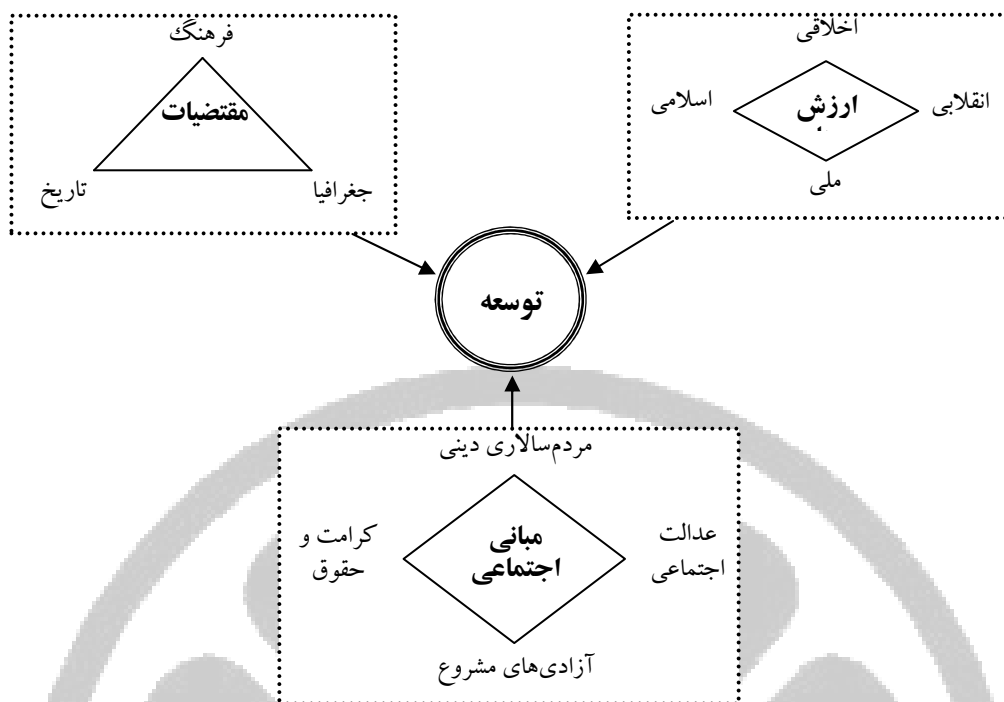 اخلاقی
اسلامی
ارزش
انقلابی
ملی
فرهنگ
مقتضیات
تاریخ
جغرافیا
توسعه
مردم‌سالاری دینی
عدالت
اجتماعی
مبانی
اجتماعی
کرامت و
حقوق
آزادی‌های مشروع